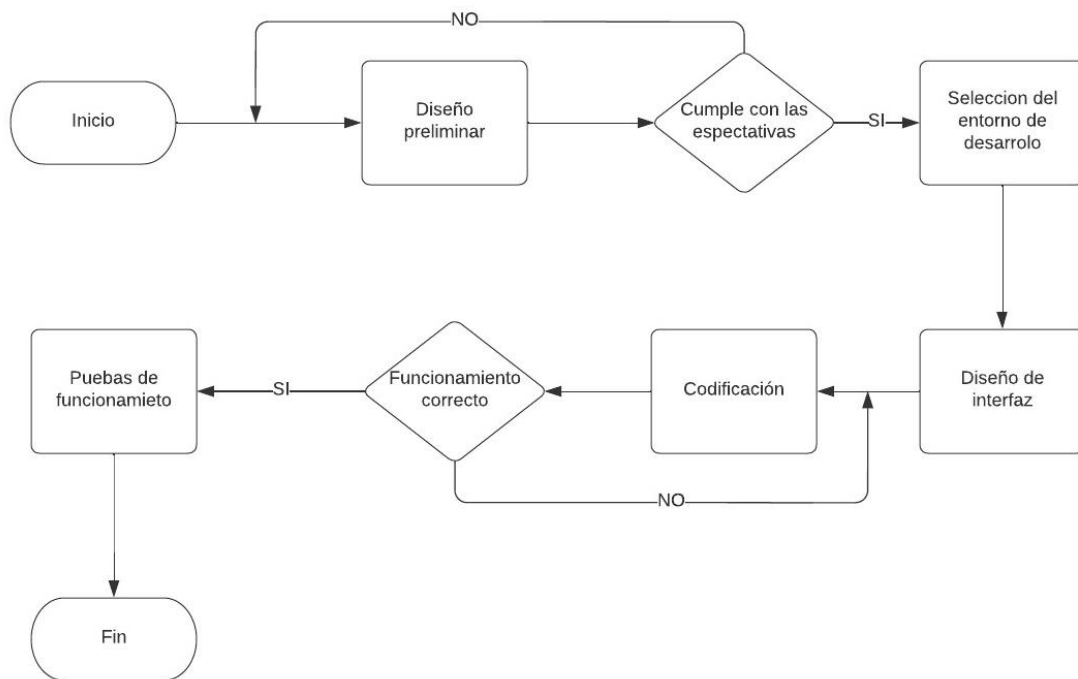 NO
Inicio
Diseño
preliminar
Cumple con las
espectativas
SI
Seleccion del
entorno de
desarrolo
Puebas de
funcionamieto
SI
Funcionamiento
correcto
Codificación
Diseño de
interfaz
NO
Fin